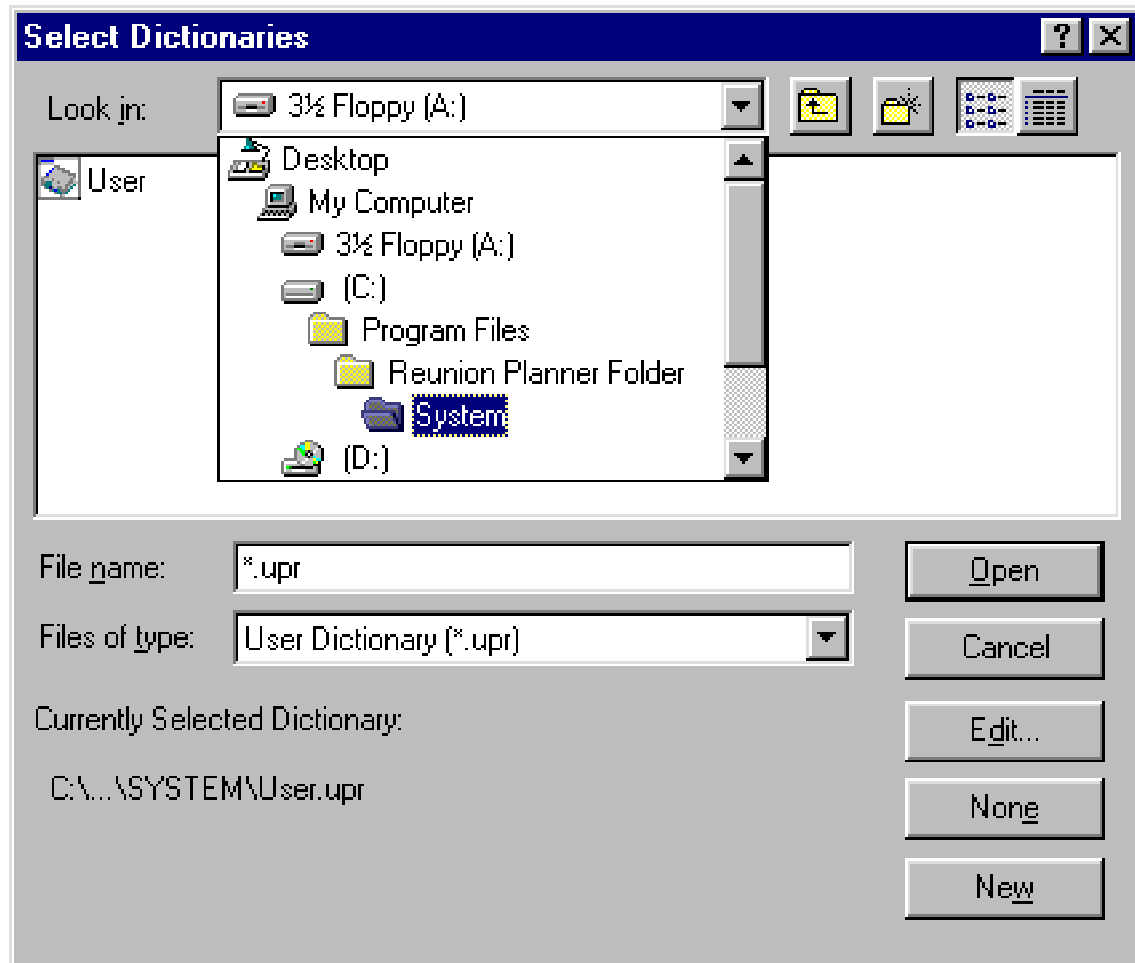 Select Dictionaries
Look in: 3½ Floppy (A:)
User
Desktop
My Computer
3½ Floppy (A:)
(C:)
Program Files
Reunion Planner Folder
System
(D:)
File name: *.upr
Open
Files of type: User Dictionary (*.upr)
Cancel
Currently Selected Dictionary:
Edit...
C:\...\SYSTEM\User.upr
None
New